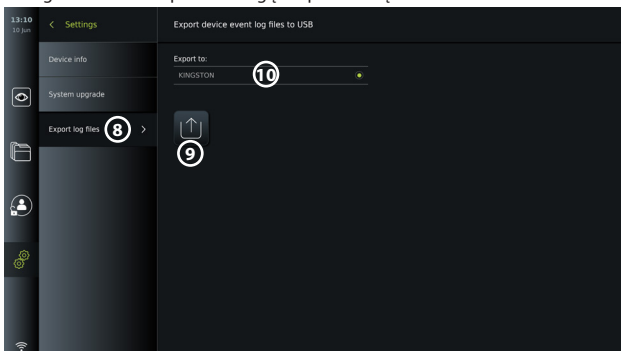 13:10
10 Jun
Settings
Export device event log files to USB
Device info
System upgrade
Export log files
8
Export to:
KINGSTON
10
9